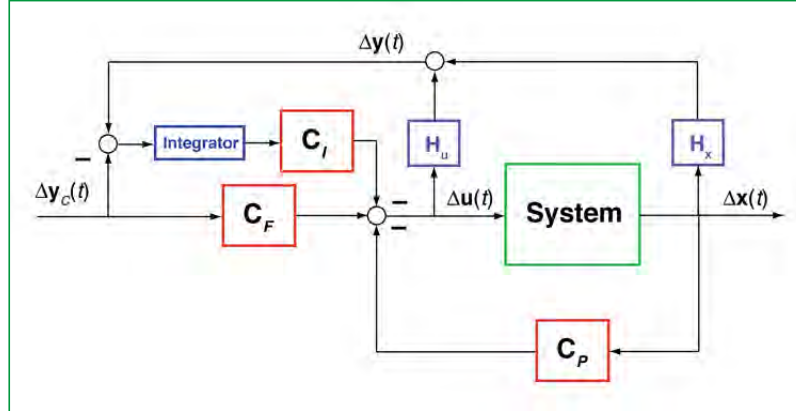 Δy(t)
Integrator
C_I
H_u
H_x
−
Δy_C(t)
C_F
−
−
Δu(t)
System
Δx(t)
C_P